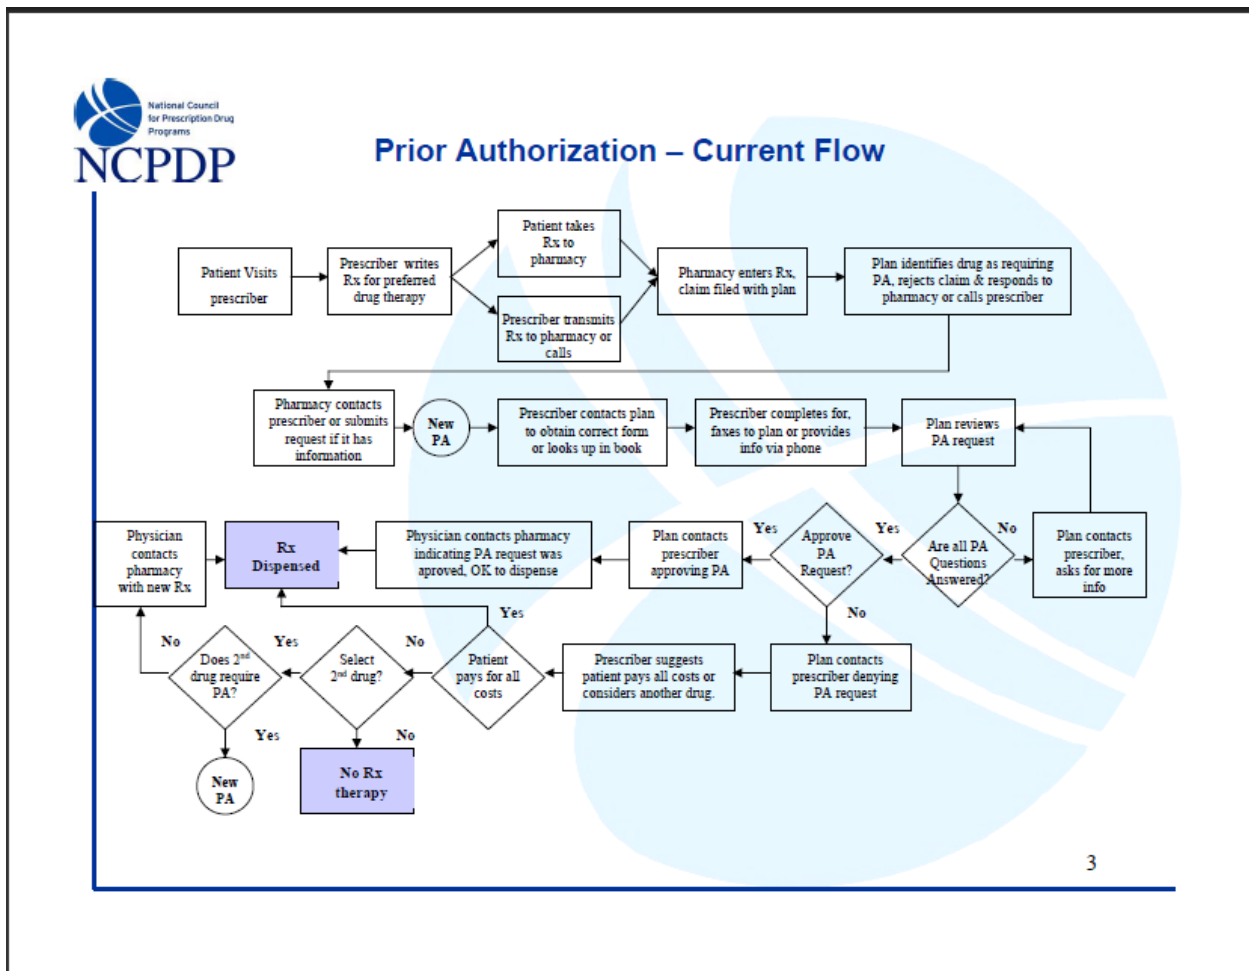 National Council
for Prescription Drug
Programs
NCPDP
Prior Authorization – Current Flow
Patient Visits
prescriber
Prescriber writes
Rx for preferred
drug therapy
Patient takes
Rx to
pharmacy
Prescriber transmits
Rx to pharmacy or
calls
Pharmacy enters Rx,
claim filed with plan
Plan identifies drug as requiring
PA, rejects claim & responds to
pharmacy or calls prescriber
Pharmacy contacts
prescriber or submits
request if it has
information
New
PA
Prescriber contacts plan
to obtain correct form
or looks up in book
Prescriber completes for,
faxes to plan or provides
info via phone
Plan reviews
PA request
Physician
contacts
pharmacy
with new Rx
Rx
Dispensed
Physician contacts pharmacy
indicating PA request was
aproved, OK to dispense
Plan contacts
prescriber
approving PA
Yes
Approve
PA
Request?
Yes
Are all PA
Questions
Answered?
No
Plan contacts
prescriber,
asks for more
info
No
Does 2nd
drug require
PA?
Yes
Select
2nd drug?
No
Patient
pays for all
costs
Yes
Prescriber suggests
patient pays all costs or
considers another drug.
No
Plan contacts
prescriber denying
PA request
Yes
New
PA
No
No Rx
therapy
3